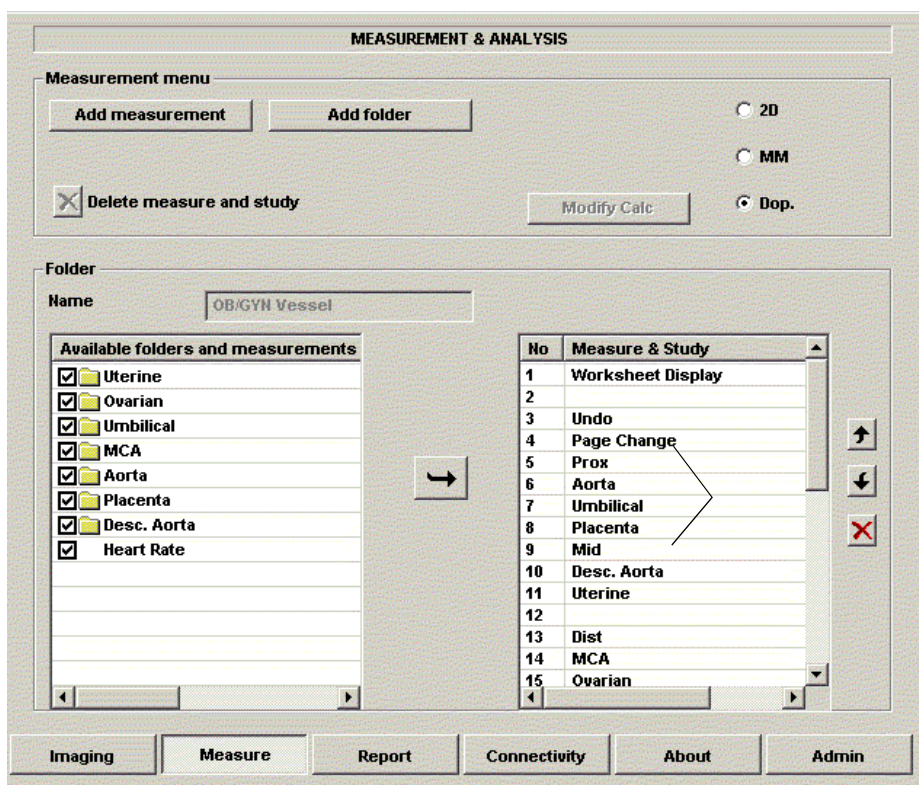 MEASUREMENT & ANALYSIS
Measurement menu
Add measurement Add folder 2D
MM
Delete measure and study Modify Calc Dop.
Folder
Name OB/GYN Vessel
Available folders and measurements
Uterine
Ovarian
Umbilical
MCA
Aorta
Placenta
Desc. Aorta
Heart Rate
No Measure & Study
1 Worksheet Display
2
3 Undo
4 Page Change
5 Prox
6 Aorta
7 Umbilical
8 Placenta
9 Mid
10 Desc. Aorta
11 Uterine
12
13 Dist
14 MCA
15 Ovarian
Imaging Measure Report Connectivity About Admin